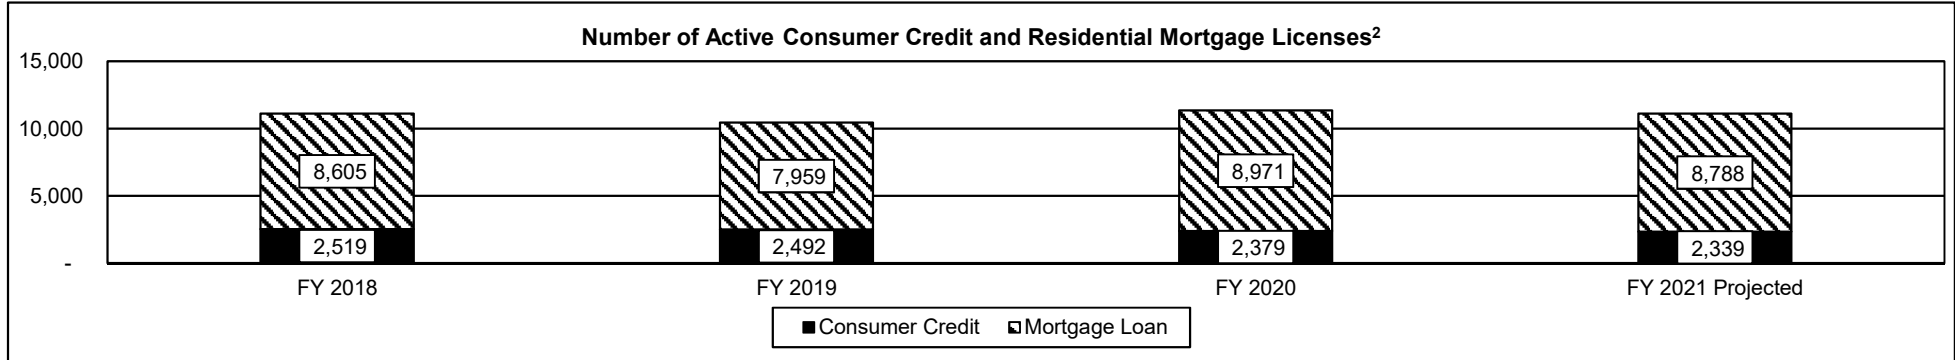 Number of Active Consumer Credit and Residential Mortgage Licenses²
15,000
10,000
5,000
-
8,605
7,959
8,971
8,788
2,519
2,492
2,379
2,339
FY 2018
FY 2019
FY 2020
FY 2021 Projected
Consumer Credit
Mortgage Loan